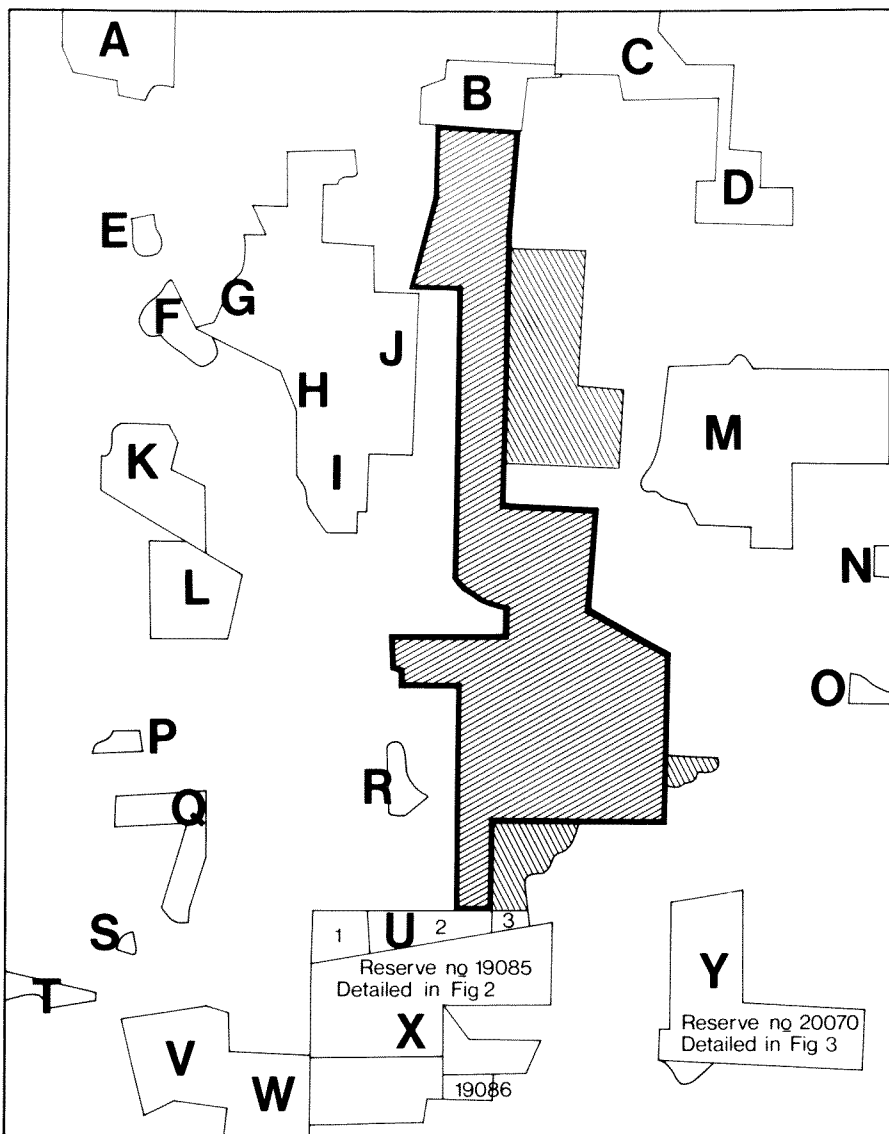 A
B
C
D
E
F
G
H
I
J
K
L
M
N
O
P
Q
R
S
T
U
1
2
3
Reserve no 19085
Detailed in Fig 2
V
W
X
19086
Y
Reserve no 20070
Detailed in Fig 3